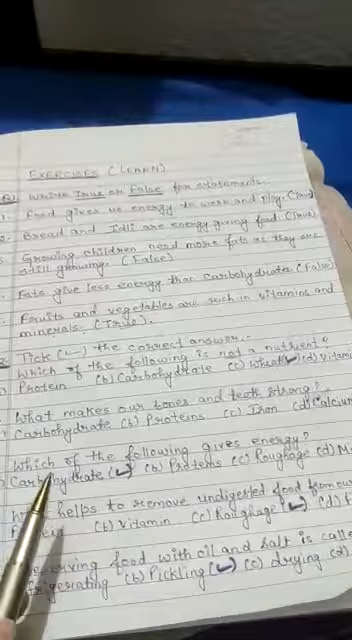 EXERCISES (LEARN)
Write True or False for statements.
Food gives us energy to work and play. (True)
Bread and Idli are energy giving food (True)
Growing children need more fats as they are
still growing. (False)
Fats give less energy than carbohydrate. (False)
Fruits and vegetables are such in vitamins and
minerals. (True).
Tick (✓) the correct answer.
Which of the following is not a nutrient?
Protein (b) Carbohydrate (c) Wheat (✓) (d)
What makes our bones and teeth strong?
Carbohydrate (b) Proteins (c) Iron (d) Calcium
Which of the following gives energy?
Carbohydrate (✓) (b) Proteins (c) Roughage (d)
helps to remove undigested food from
(b) Vitamin (c) Roughage (✓) (d)
food with oil and salt is
(b) Pickling (✓) (c) drying (d)